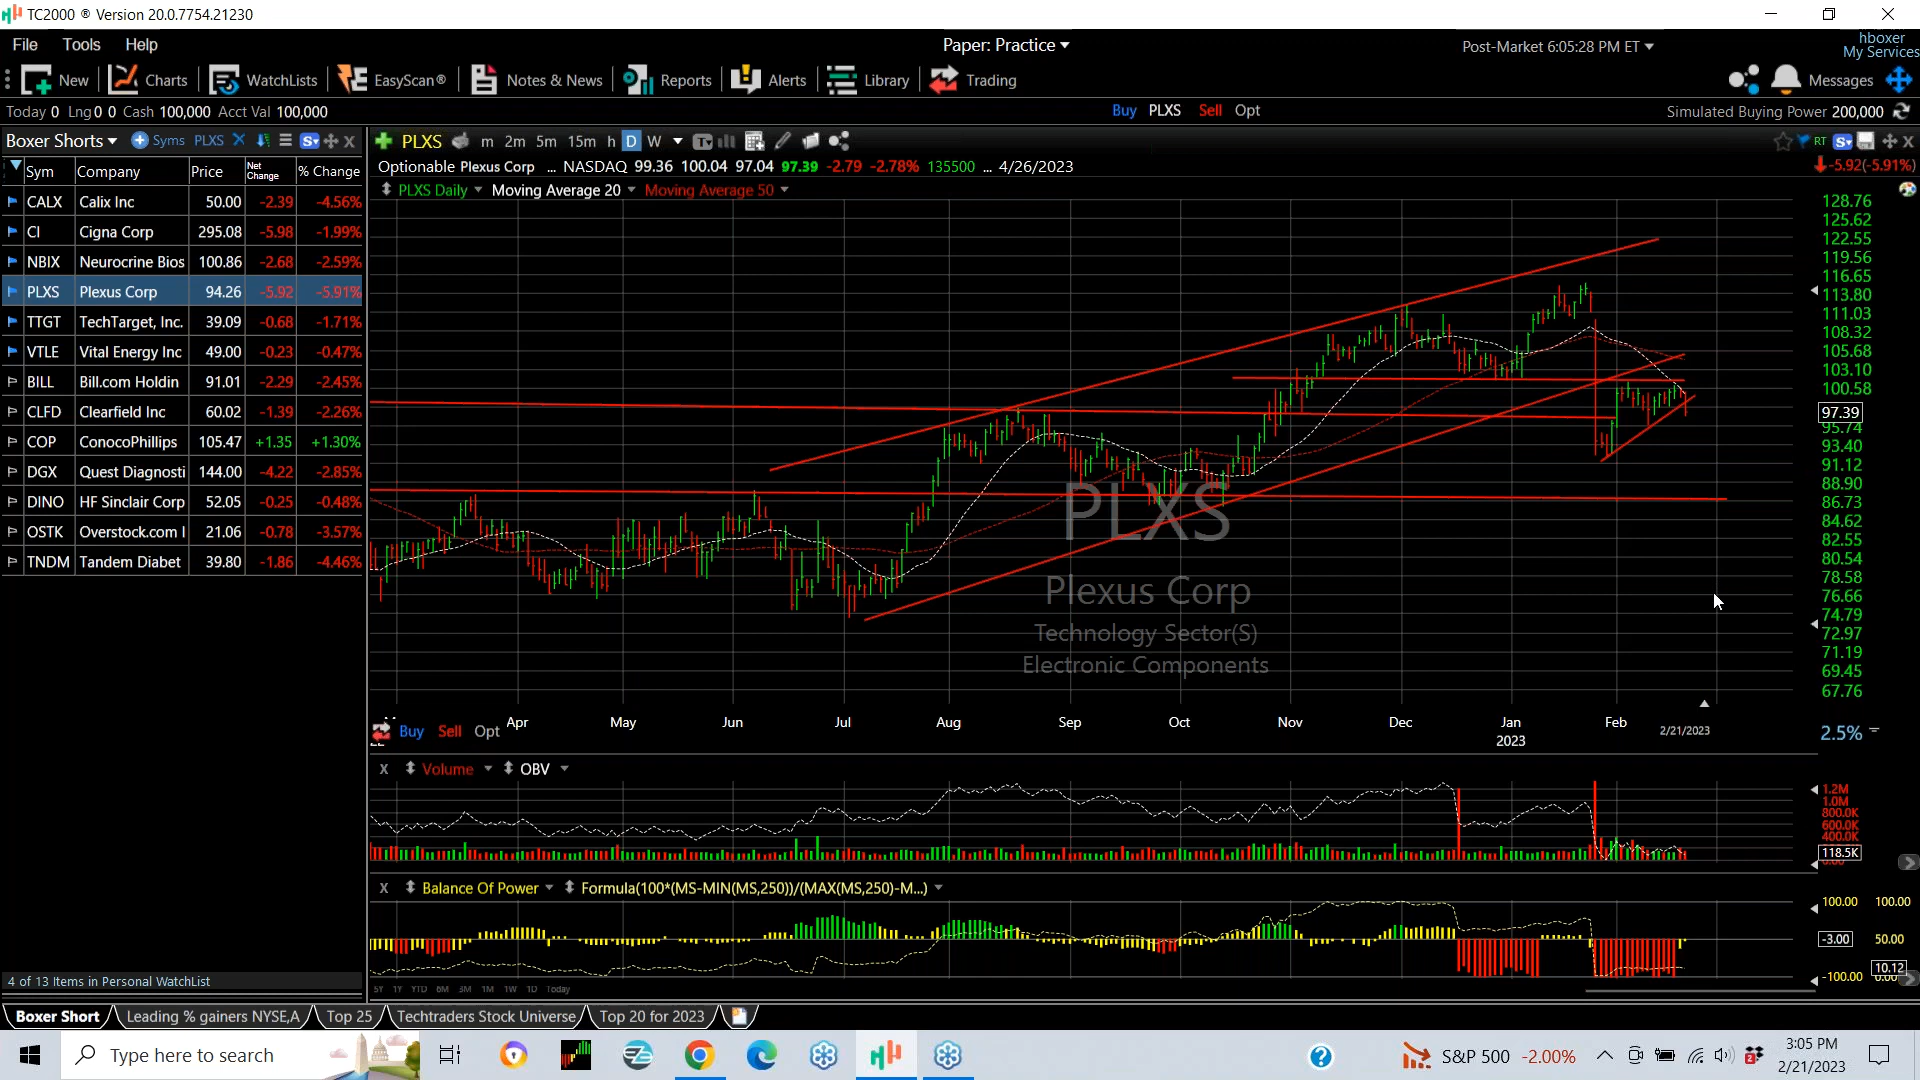 TC2000 ® Version 20.0.7754.21230
File Tools Help Paper: Practice Post-Market 6:05:28 PM ET hboxer
My Services
New Charts WatchLists EasyScan® Notes & News Reports Alerts Library Trading Messages
Today 0 Lng 0 0 Cash 100,000 Acct Val 100,000 Buy PLXS Sell Opt Simulated Buying Power 200,000
Boxer Shorts Syms PLXS X
PLXS m 2m 5m 15m h D W RT
Sym Company Price Net Change % Change
Optionable Plexus Corp ... NASDAQ 99.36 100.04 97.04 97.39 -2.79 -2.78% 135500 ... 4/26/2023 -5.92(-5.91%)
PLXS Daily Moving Average 20 Moving Average 50
CALX Calix Inc 50.00 -2.39 -4.56%
CI Cigna Corp 295.08 -5.98 -1.99%
NBIX Neurocrine Bios 100.86 -2.68 -2.59%
PLXS Plexus Corp 94.26 -5.92 -5.91%
TTGT TechTarget, Inc. 39.09 -0.68 -1.71%
VTLE Vital Energy Inc 49.00 -0.23 -0.47%
BILL Bill.com Holdin 91.01 -2.29 -2.45%
CLFD Clearfield Inc 60.02 -1.39 -2.26%
COP ConocoPhillips 105.47 +1.35 +1.30%
DGX Quest Diagnosti 144.00 -4.22 -2.85%
DINO HF Sinclair Corp 52.05 -0.25 -0.48%
OSTK Overstock.com I 21.06 -0.78 -3.57%
TNDM Tandem Diabet 39.80 -1.86 -4.46%
128.76
125.62
122.55
119.56
116.65
113.80
111.03
108.32
105.68
103.10
100.58
97.39
95.74
93.40
91.12
88.90
86.73
84.62
82.55
80.54
78.58
76.66
74.79
72.97
71.19
69.45
67.76
PLXS
Plexus Corp
Technology Sector(S)
Electronic Components
Apr May Jun Jul Aug Sep Oct Nov Dec Jan Feb
2023
2/21/2023
Buy Sell Opt
2.5%
X Volume OBV
1.2M
1.0M
800.0K
600.0K
400.0K
118.5K
X Balance Of Power Formula(100*(MS-MIN(MS,250))/(MAX(MS,250)-M...)
100.00 100.00
-3.00 50.00
10.12
-100.00
5Y 1Y YTD 6M 3M 1M 1W 1D Today
4 of 13 Items in Personal WatchList
Boxer Short Leading % gainers NYSE,A Top 25 Techtraders Stock Universe Top 20 for 2023
Type here to search
S&P 500 -2.00%
3:05 PM
2/21/2023